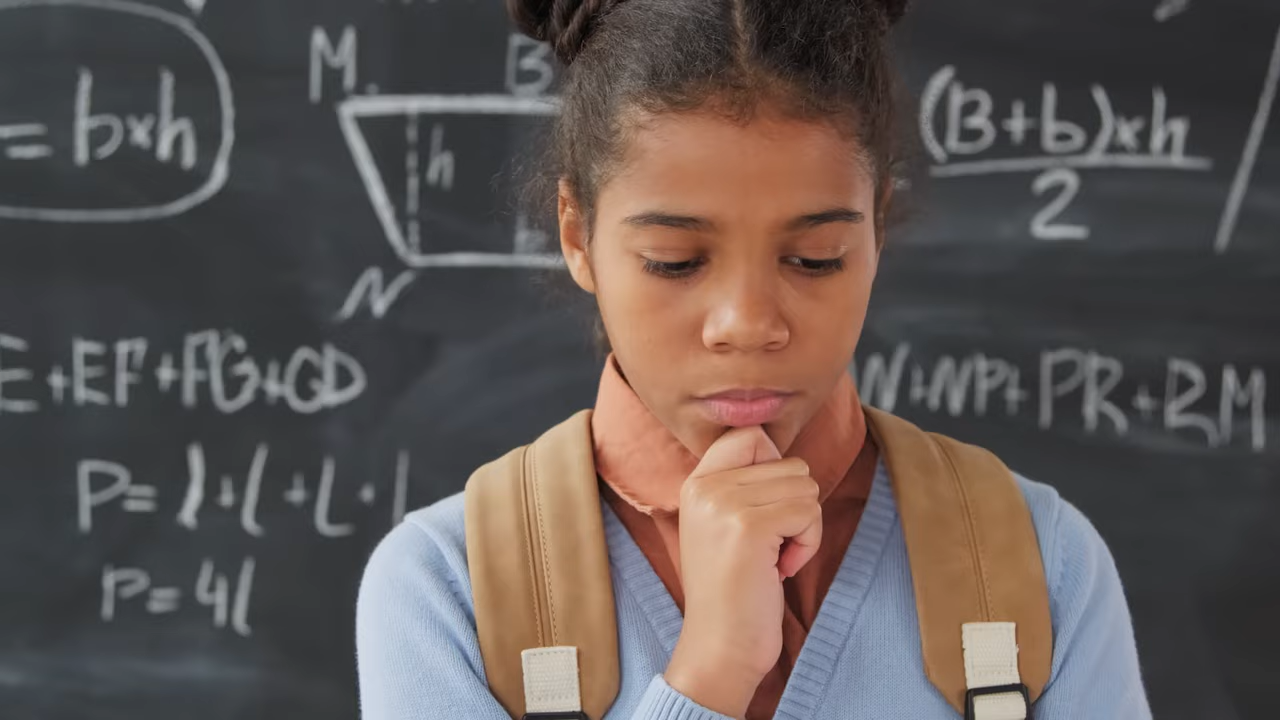 = b×h
M B
h
(B+b)×h
2
b
N
E+EF+FG+GD
N+NP+PR+RM
P= l+l+l+l
P= 4l